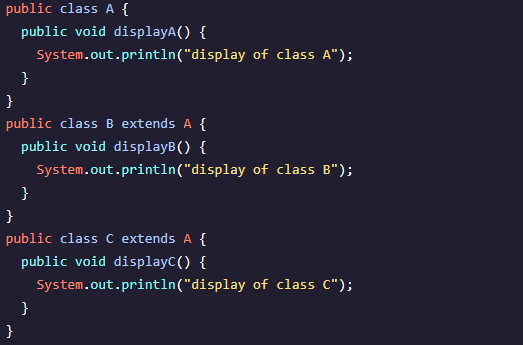 public class A {
  public void displayA() {
    System.out.println("display of class A");
  }
}
public class B extends A {
  public void displayB() {
    System.out.println("display of class B");
  }
}
public class C extends A {
  public void displayC() {
    System.out.println("display of class C");
  }
}